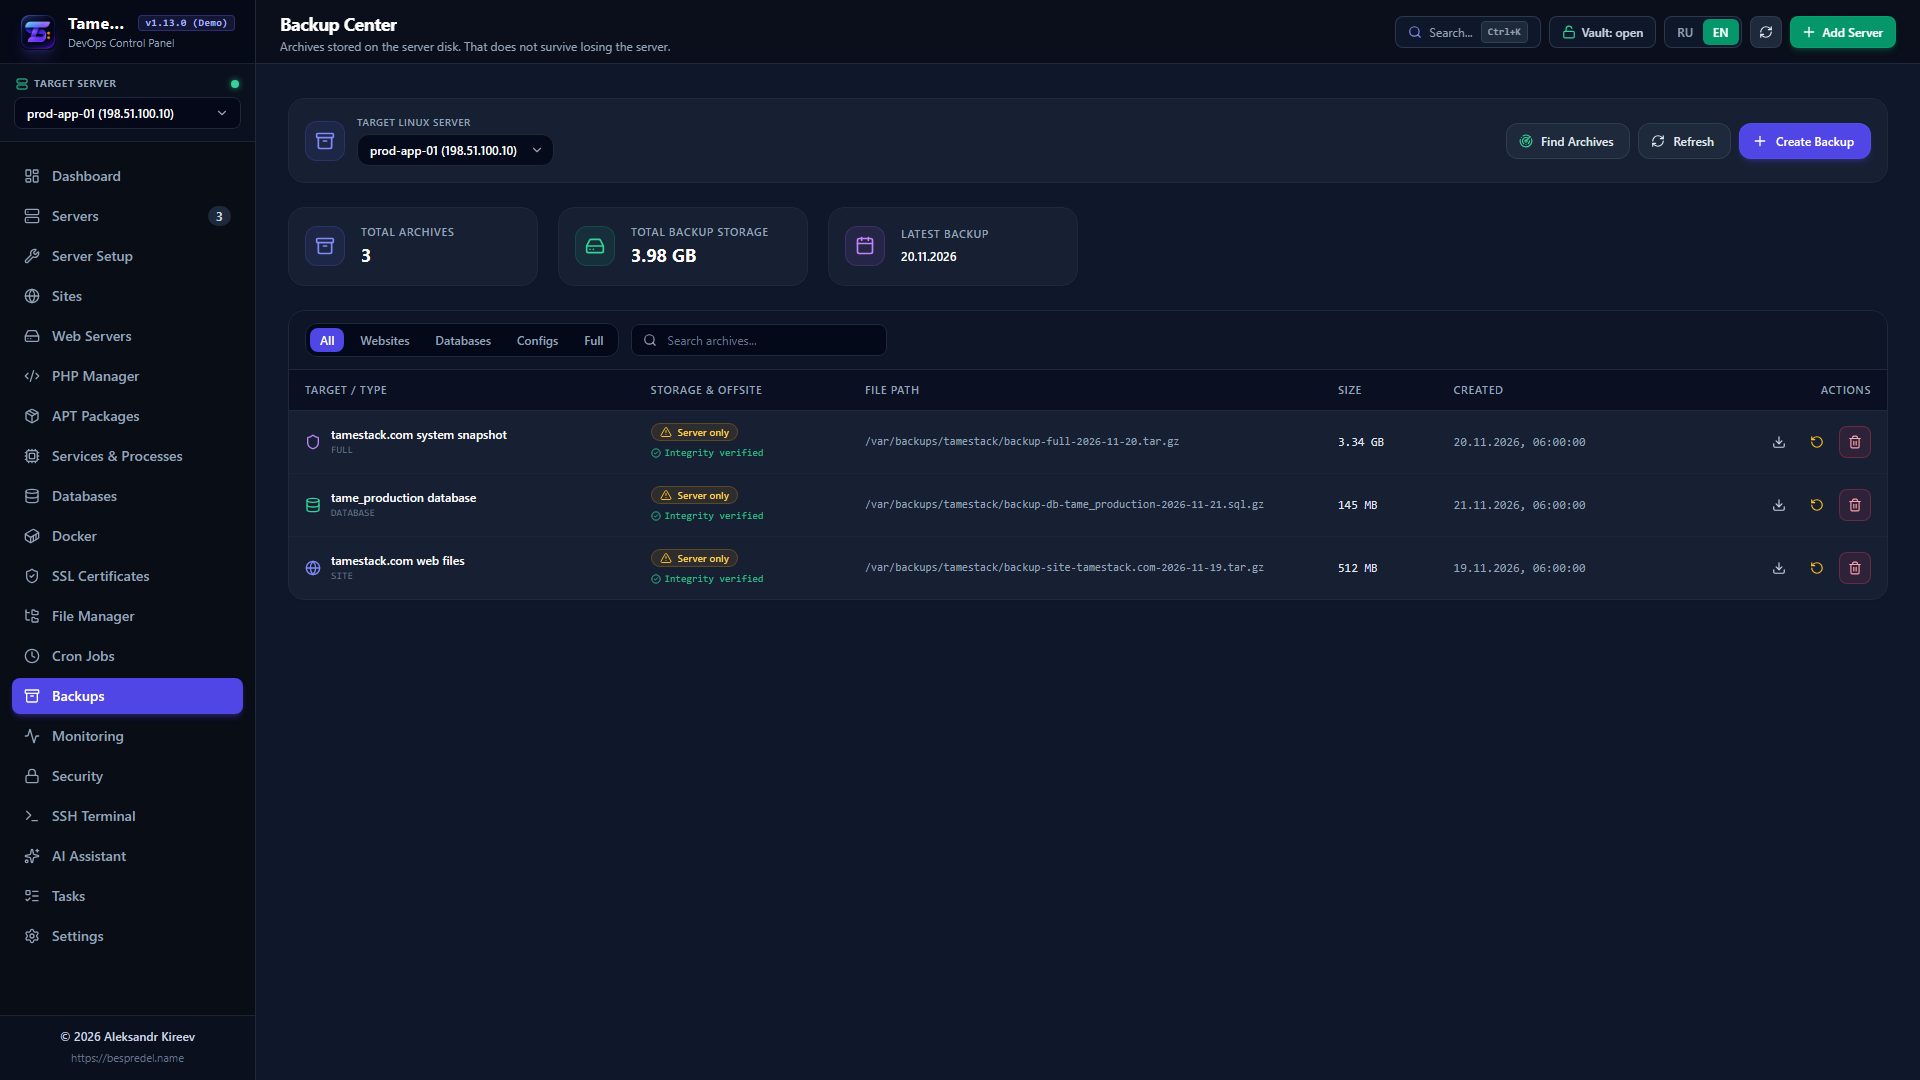 Tame...
v1.13.0 (Demo)
DevOps Control Panel
TARGET SERVER
prod-app-01 (198.51.100.10)
Dashboard
Servers
3
Server Setup
Sites
Web Servers
PHP Manager
APT Packages
Services & Processes
Databases
Docker
SSL Certificates
File Manager
Cron Jobs
Backups
Monitoring
Security
SSH Terminal
AI Assistant
Tasks
Settings
© 2026 Aleksandr Kireev
https://bespredel.name
Backup Center
Archives stored on the server disk. That does not survive losing the server.
Search...
Ctrl+K
Vault: open
RU
EN
Add Server
TARGET LINUX SERVER
prod-app-01 (198.51.100.10)
Find Archives
Refresh
Create Backup
TOTAL ARCHIVES
3
TOTAL BACKUP STORAGE
3.98 GB
LATEST BACKUP
20.11.2026
All
Websites
Databases
Configs
Full
Search archives...
TARGET / TYPE
STORAGE & OFFSITE
FILE PATH
SIZE
CREATED
ACTIONS
tamestack.com system snapshot
FULL
Server only
Integrity verified
/var/backups/tamestack/backup-full-2026-11-20.tar.gz
3.34 GB
20.11.2026, 06:00:00
tame_production database
DATABASE
Server only
Integrity verified
/var/backups/tamestack/backup-db-tame_production-2026-11-21.sql.gz
145 MB
21.11.2026, 06:00:00
tamestack.com web files
SITE
Server only
Integrity verified
/var/backups/tamestack/backup-site-tamestack.com-2026-11-19.tar.gz
512 MB
19.11.2026, 06:00:00